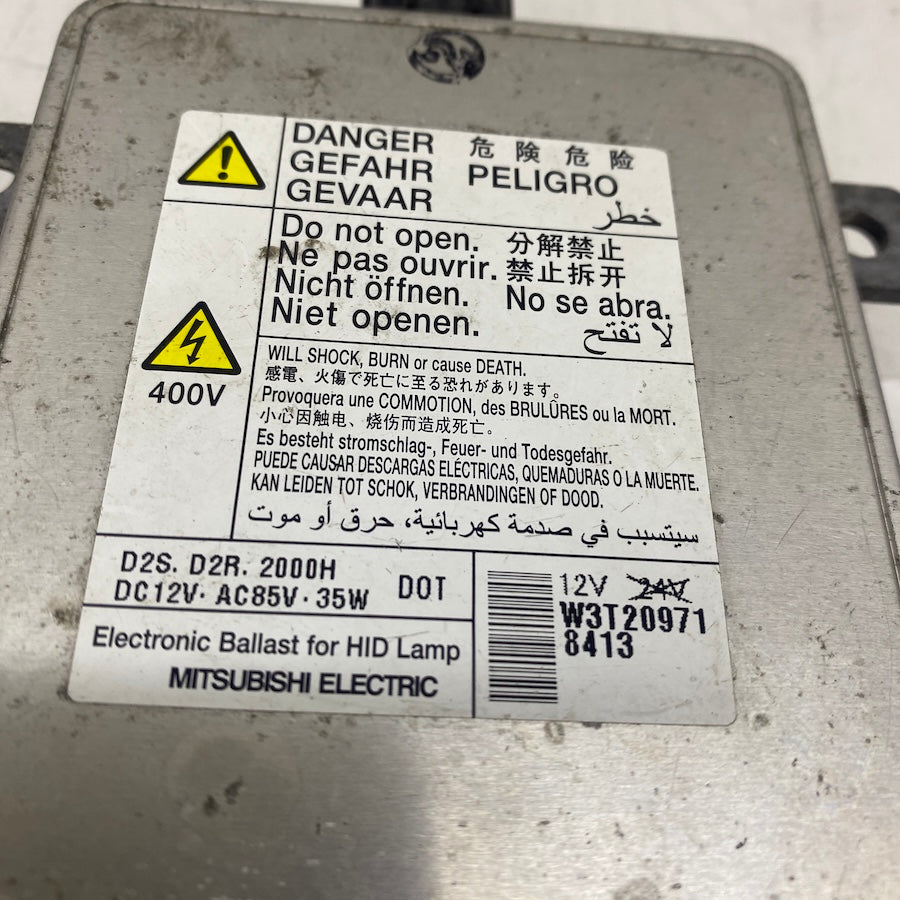 DANGER 危険 危险
GEFAHR PELIGRO
GEVAAR خطر
Do not open. 分解禁止
Ne pas ouvrir. 禁止拆开
Nicht öffnen. No se abra.
Niet openen. لا تفتح
400V
WILL SHOCK, BURN or cause DEATH.
感電、火傷で死亡に至る恐れがあります。
Provoquera une COMMOTION, des BRULÛRES ou la MORT.
小心因触电、烧伤而造成死亡。
Es besteht stromschlag-, Feuer- und Todesgefahr.
PUEDE CAUSAR DESCARGAS ELÉCTRICAS, QUEMADURAS O LA MUERTE.
KAN LEIDEN TOT SCHOK, VERBRANDINGEN OF DOOD.
سيتسبب في صدمة كهربائية، حرق أو موت
D2S. D2R. 2000H
DC12V· AC85V·35W DOT
Electronic Ballast for HID Lamp
MITSUBISHI ELECTRIC
12V 24V
W3T20971
8413